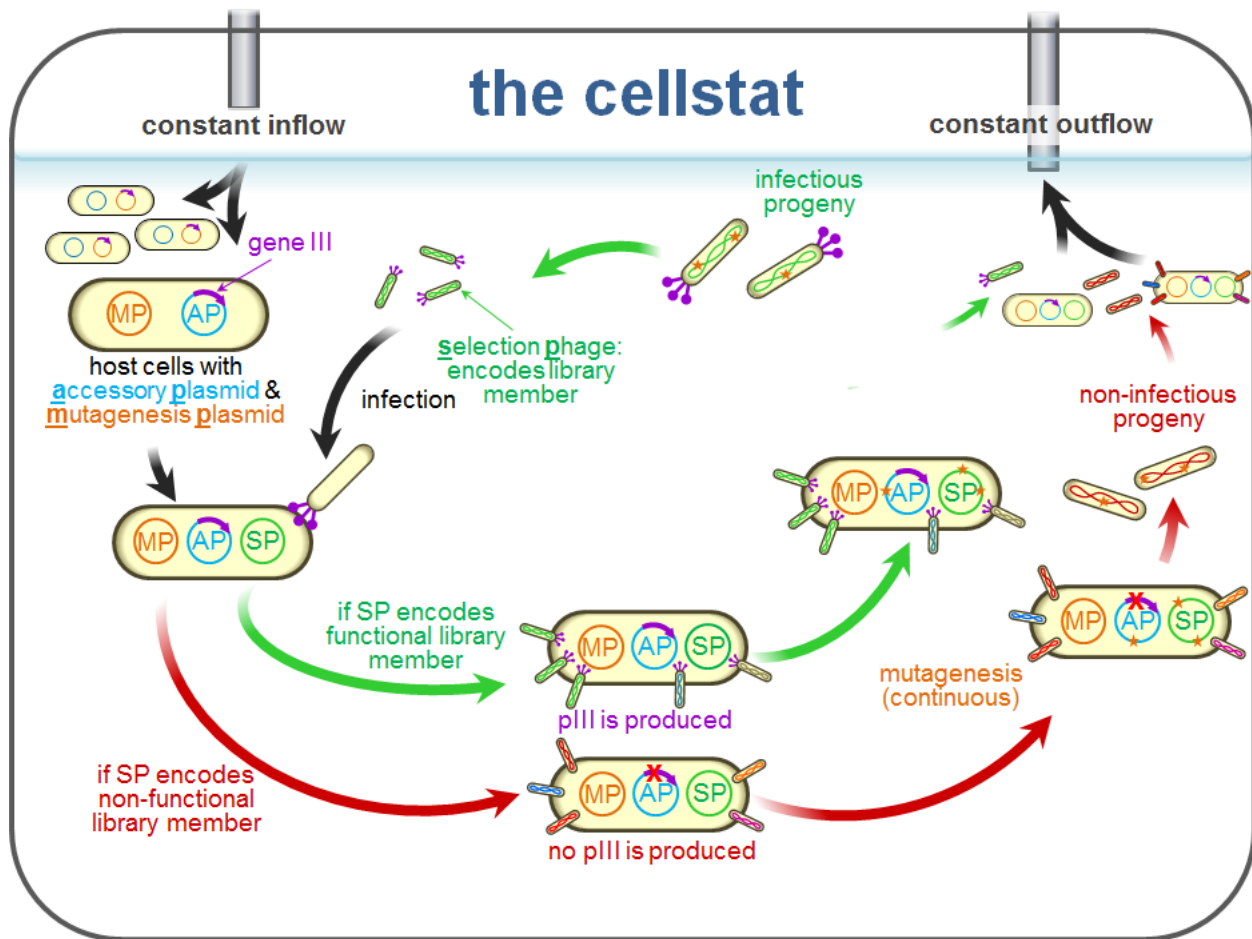 the cellstat
constant inflow
constant outflow
gene III
MP
AP
host cells with
accessory plasmid &
mutagenesis plasmid
infectious
progeny
selection phage:
encodes library
member
infection
MP
AP
SP
if SP encodes
functional library
member
MP
AP
SP
pIII is produced
if SP encodes
non-functional
library member
MP
X
AP
SP
no pIII is produced
MP
AP
SP
mutagenesis
(continuous)
MP
X
AP
SP
non-infectious
progeny